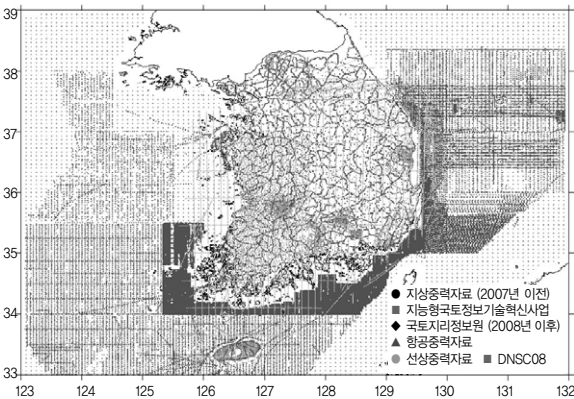 39
38
37
36
35
34
33
● 지상중력자료 (2007년 이전)
■ 지능형국토정보기술혁신사업
◆ 국토지리정보원 (2008년 이후)
▲ 항공중력자료
● 선상중력자료 ■ DNSC08
123 124 125 126 127 128 129 130 131 132